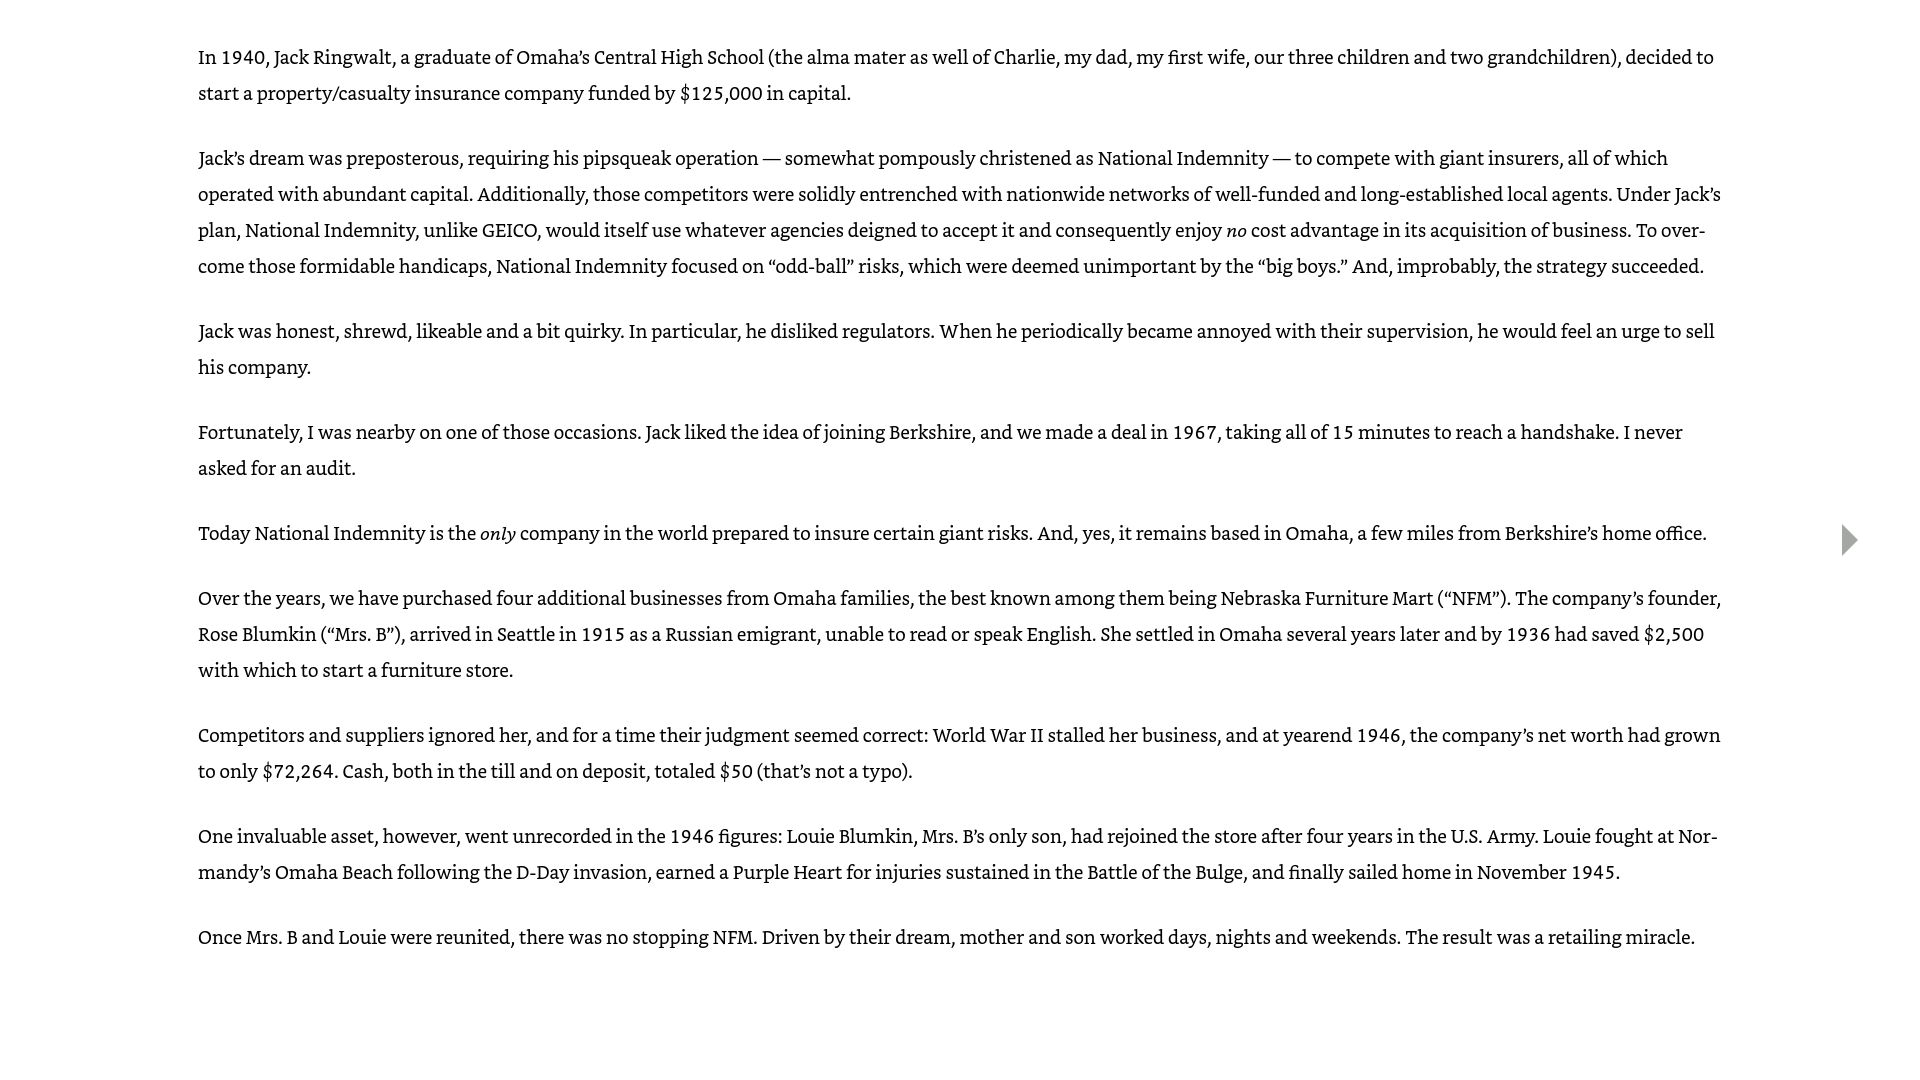 In 1940, Jack Ringwalt, a graduate of Omaha’s Central High School (the alma mater as well of Charlie, my dad, my first wife, our three children and two grandchildren), decided to
start a property/casualty insurance company funded by $125,000 in capital.
Jack’s dream was preposterous, requiring his pipsqueak operation — somewhat pompously christened as National Indemnity — to compete with giant insurers, all of which
operated with abundant capital. Additionally, those competitors were solidly entrenched with nationwide networks of well-funded and long-established local agents. Under Jack’s
plan, National Indemnity, unlike GEICO, would itself use whatever agencies deigned to accept it and consequently enjoy no cost advantage in its acquisition of business. To over-
come those formidable handicaps, National Indemnity focused on “odd-ball” risks, which were deemed unimportant by the “big boys.” And, improbably, the strategy succeeded.
Jack was honest, shrewd, likeable and a bit quirky. In particular, he disliked regulators. When he periodically became annoyed with their supervision, he would feel an urge to sell
his company.
Fortunately, I was nearby on one of those occasions. Jack liked the idea of joining Berkshire, and we made a deal in 1967, taking all of 15 minutes to reach a handshake. I never
asked for an audit.
Today National Indemnity is the only company in the world prepared to insure certain giant risks. And, yes, it remains based in Omaha, a few miles from Berkshire’s home office.
Over the years, we have purchased four additional businesses from Omaha families, the best known among them being Nebraska Furniture Mart (“NFM”). The company’s founder,
Rose Blumkin (“Mrs. B”), arrived in Seattle in 1915 as a Russian emigrant, unable to read or speak English. She settled in Omaha several years later and by 1936 had saved $2,500
with which to start a furniture store.
Competitors and suppliers ignored her, and for a time their judgment seemed correct: World War II stalled her business, and at yearend 1946, the company’s net worth had grown
to only $72,264. Cash, both in the till and on deposit, totaled $50 (that’s not a typo).
One invaluable asset, however, went unrecorded in the 1946 figures: Louie Blumkin, Mrs. B’s only son, had rejoined the store after four years in the U.S. Army. Louie fought at Nor-
mandy’s Omaha Beach following the D-Day invasion, earned a Purple Heart for injuries sustained in the Battle of the Bulge, and finally sailed home in November 1945.
Once Mrs. B and Louie were reunited, there was no stopping NFM. Driven by their dream, mother and son worked days, nights and weekends. The result was a retailing miracle.